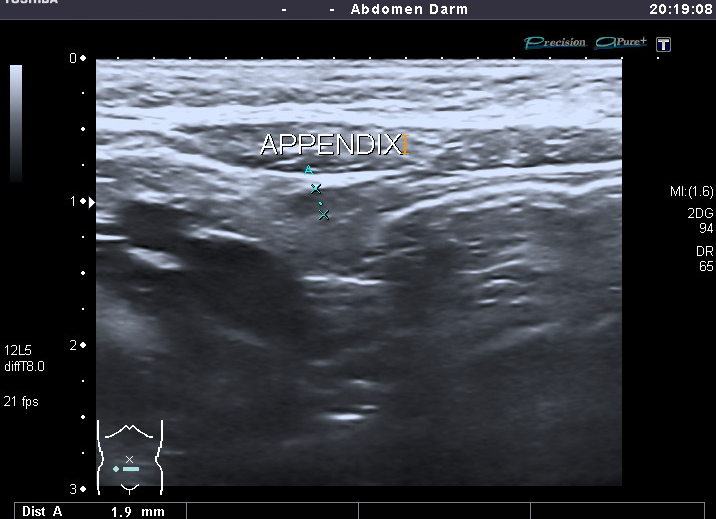 TOSHIBA
- - Abdomen Darm 20:19:08
Precision APure+ T
0
APPENDIX
A
1
MI:(1.6)
2DG
94
DR
65
2
12L5
diffT8.0
21 fps
3
Dist A 1.9 mm